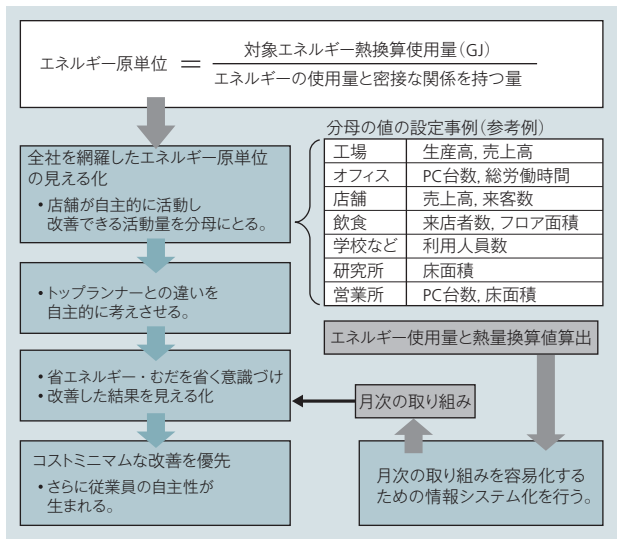 エネルギー原単位 ＝ 対象エネルギー熱換算使用量(GJ)
エネルギーの使用量と密接な関係を持つ量
全社を網羅したエネルギー原単位
の見える化
・店舗が自主的に活動し
改善できる活動量を分母にとる。
分母の値の設定事例(参考例)
工場 生産高, 売上高
オフィス PC台数, 総労働時間
店舗 売上高, 来客数
飲食 来店者数, フロア面積
学校など 利用人員数
研究所 床面積
営業所 PC台数, 床面積
・トップランナーとの違いを
自主的に考えさせる。
エネルギー使用量と熱量換算値算出
・省エネルギー・むだを省く意識づけ
・改善した結果を見える化
月次の取り組み
コストミニマムな改善を優先
・さらに従業員の自主性が
生まれる。
月次の取り組みを容易化する
ための情報システム化を行う。